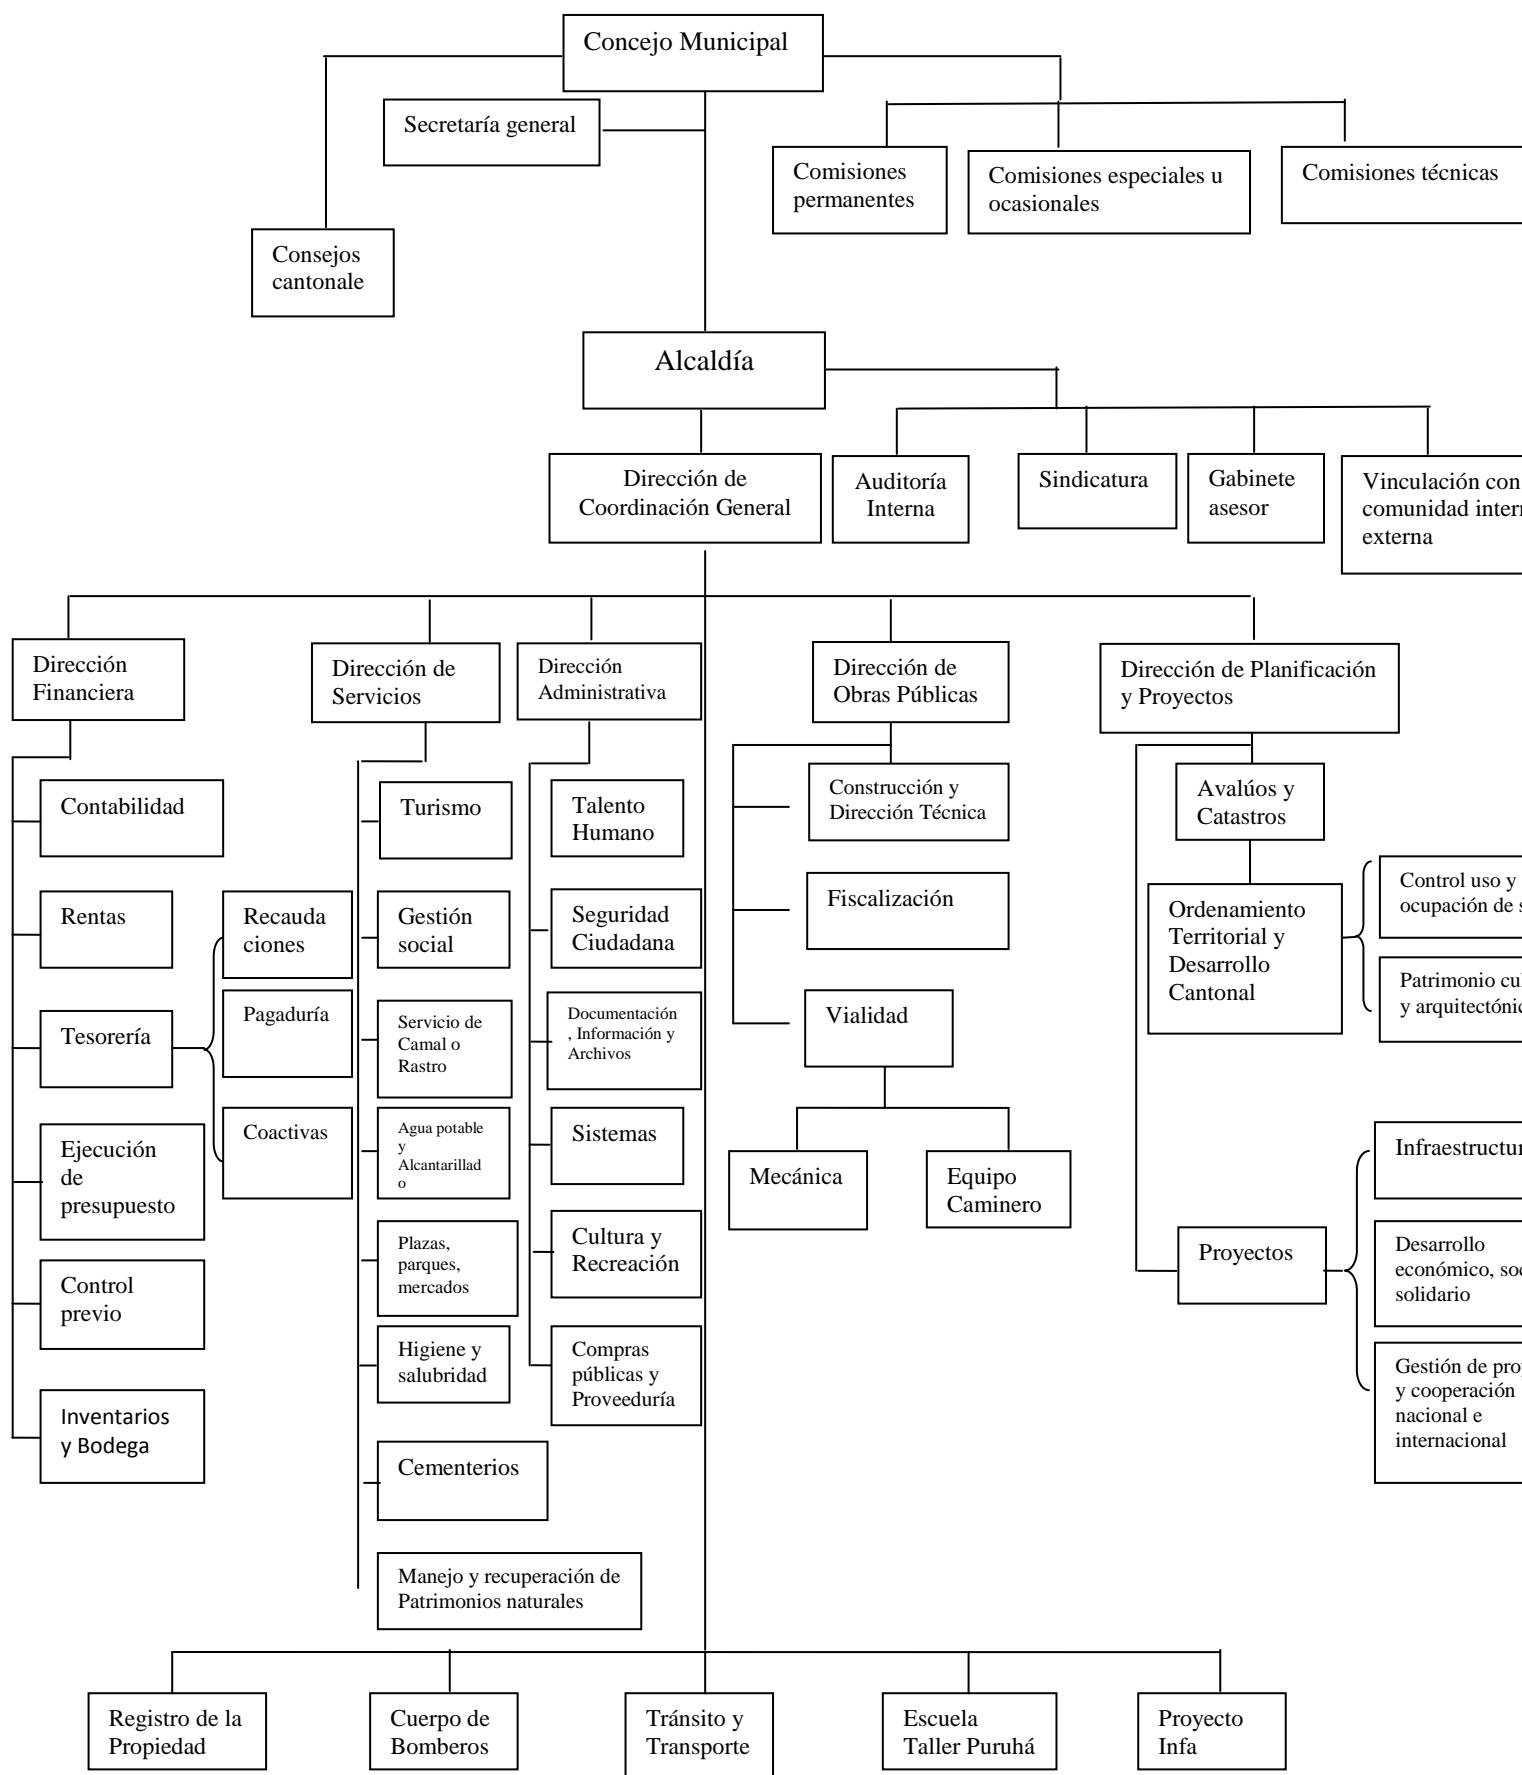 Concejo Municipal
Secretaría general
Comisiones
permanentes
Comisiones especiales u
ocasionales
Comisiones técnicas
Consejos
cantonale
Alcaldía
Dirección de
Coordinación General
Auditoría
Interna
Sindicatura
Gabinete
asesor
Vinculación con
comunidad
externa
Dirección
Financiera
Dirección de
Servicios
Dirección
Administrativa
Dirección de
Obras Públicas
Dirección de Planificación
y Proyectos
Contabilidad
Rentas
Tesorería
Ejecución
de
presupuesto
Control
previo
Inventarios
y Bodega
Recauda
ciones
Pagaduría
Coactivas
Turismo
Gestión
social
Servicio de
Camal o
Rastro
Agua potable
y
Alcantarillad
o
Plazas,
parques,
mercados
Higiene y
salubridad
Cementerios
Manejo y recuperación de
Patrimonios naturales
Talento
Humano
Seguridad
Ciudadana
Documentación
, Información y
Archivos
Sistemas
Cultura y
Recreación
Compras
públicas y
Proveeduría
Construcción y
Dirección Técnica
Fiscalización
Vialidad
Mecánica
Equipo
Caminero
Avalúos y
Catastros
Ordenamiento
Territorial y
Desarrollo
Cantonal
Control uso y
ocupación de
Patrimonio
y
Proyectos
Desarrollo
económico,
solidario
Gestión de
y cooperación
nacional e
internacional
Registro de la
Propiedad
Cuerpo de
Bomberos
Tránsito y
Transporte
Escuela
Taller Puruhá
Proyecto
Infa